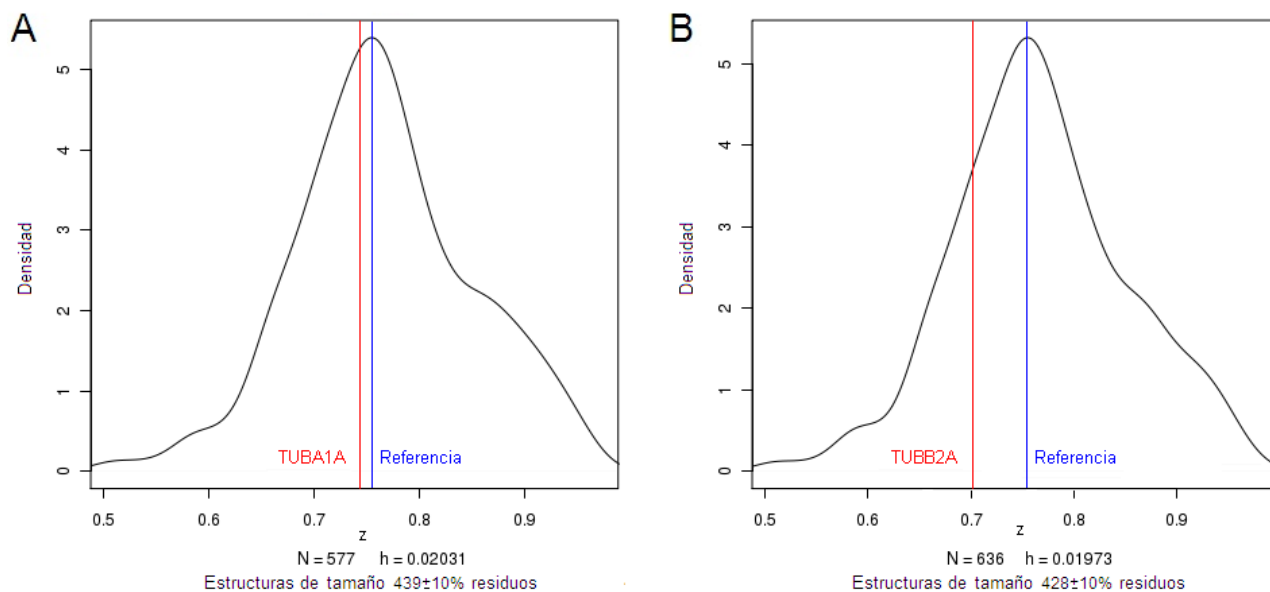 A
Densidad
5
4
3
2
1
0
TUBA1A Referencia
0.5 0.6 0.7 0.8 0.9
z
N = 577 h = 0.02031
Estructuras de tamaño 439±10% residuos
B
Densidad
5
4
3
2
1
0
TUBB2A Referencia
0.5 0.6 0.7 0.8 0.9
z
N = 636 h = 0.01973
Estructuras de tamaño 428±10% residuos